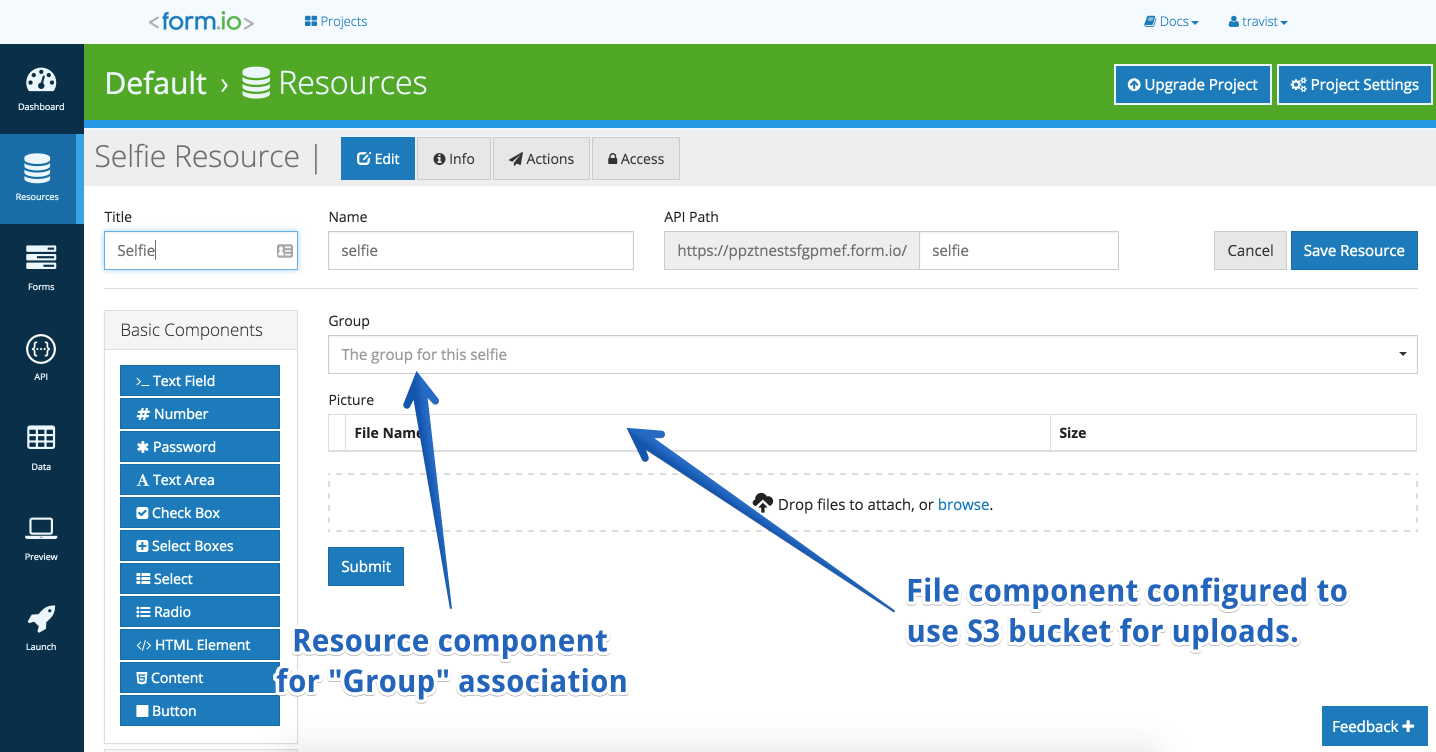 <form.io>
Projects
Docs
travist
Default › Resources
Upgrade Project
Project Settings
Dashboard
Resources
Forms
API
Data
Preview
Launch
Selfie Resource |
Edit
Info
Actions
Access
Title
Name
API Path
Selfie
selfie
https://ppztnestsfgpmef.form.io/
selfie
Cancel
Save Resource
Basic Components
>_ Text Field
# Number
✱ Password
A Text Area
Check Box
Select Boxes
Select
Radio
</> HTML Element
Content
Button
Group
The group for this selfie
Picture
File Name
Size
Drop files to attach, or browse.
Submit
Resource component
for "Group" association
File component configured to
use S3 bucket for uploads.
Feedback +